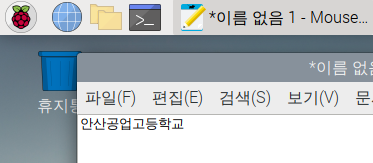 *이름 없음 1 - Mouse...
휴지통
*이름 없음
파일(F) 편집(E) 검색(S) 보기(V) 문
안산공업고등학교